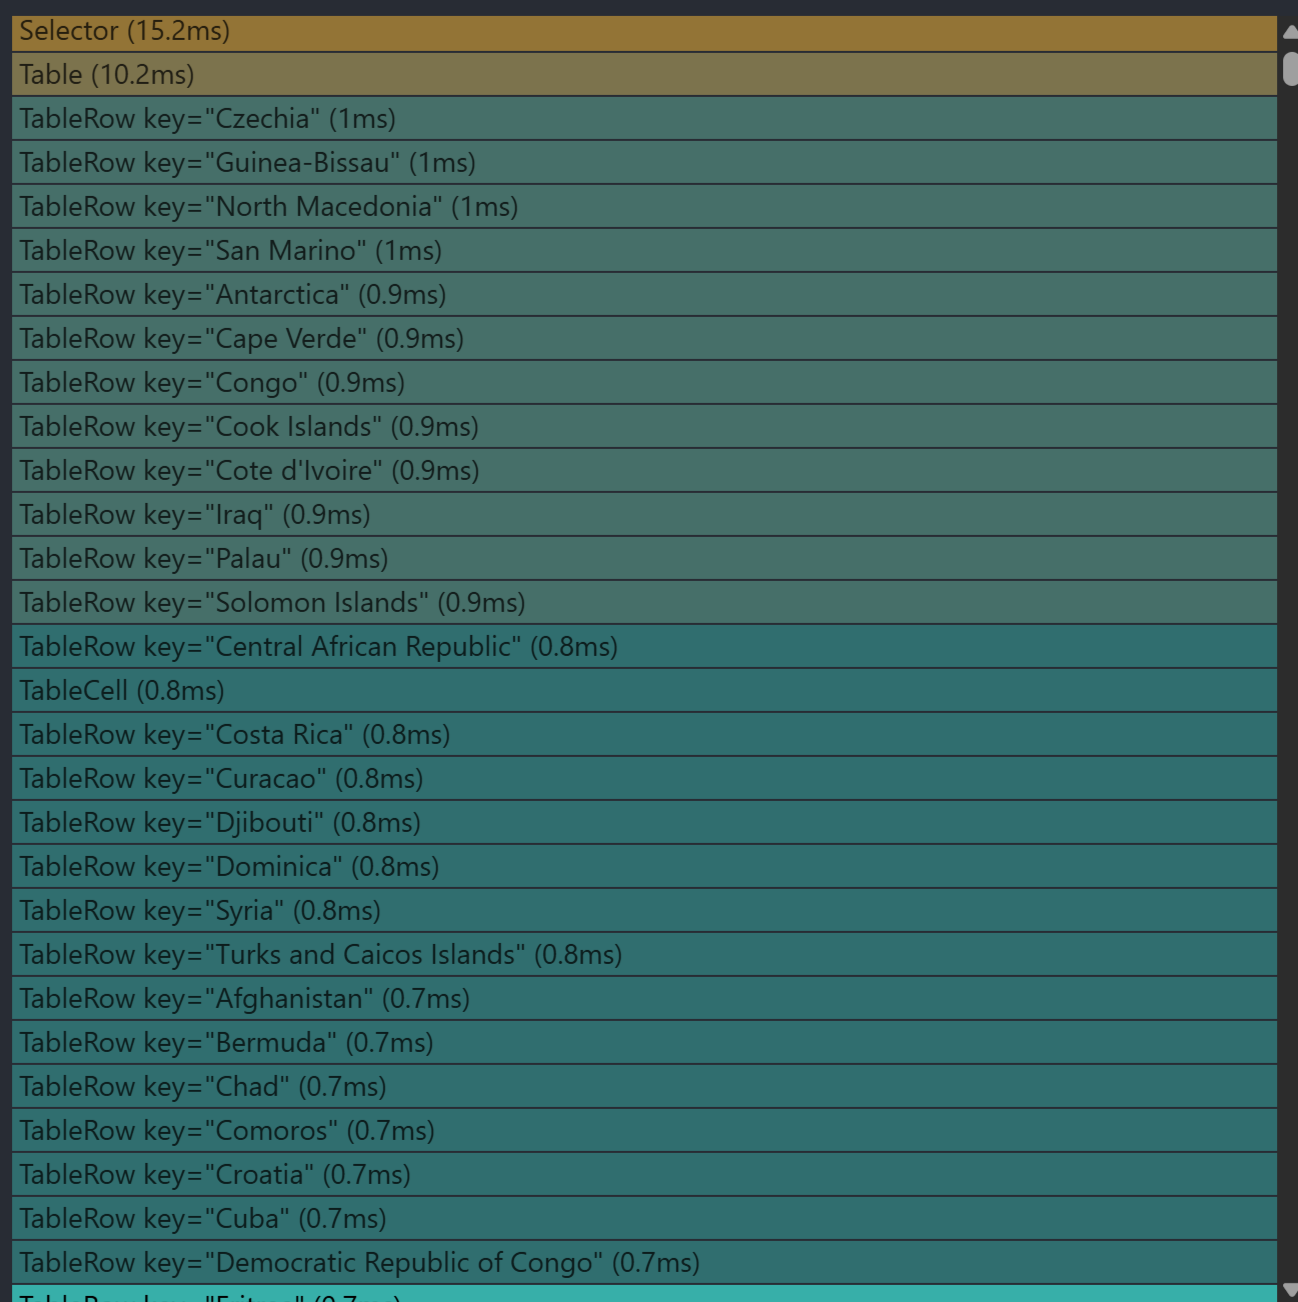 Selector (15.2ms)
Table (10.2ms)
TableRow key="Czechia" (1ms)
TableRow key="Guinea-Bissau" (1ms)
TableRow key="North Macedonia" (1ms)
TableRow key="San Marino" (1ms)
TableRow key="Antarctica" (0.9ms)
TableRow key="Cape Verde" (0.9ms)
TableRow key="Congo" (0.9ms)
TableRow key="Cook Islands" (0.9ms)
TableRow key="Cote d'Ivoire" (0.9ms)
TableRow key="Iraq" (0.9ms)
TableRow key="Palau" (0.9ms)
TableRow key="Solomon Islands" (0.9ms)
TableRow key="Central African Republic" (0.8ms)
TableCell (0.8ms)
TableRow key="Costa Rica" (0.8ms)
TableRow key="Curacao" (0.8ms)
TableRow key="Djibouti" (0.8ms)
TableRow key="Dominica" (0.8ms)
TableRow key="Syria" (0.8ms)
TableRow key="Turks and Caicos Islands" (0.8ms)
TableRow key="Afghanistan" (0.7ms)
TableRow key="Bermuda" (0.7ms)
TableRow key="Chad" (0.7ms)
TableRow key="Comoros" (0.7ms)
TableRow key="Croatia" (0.7ms)
TableRow key="Cuba" (0.7ms)
TableRow key="Democratic Republic of Congo" (0.7ms)
TableRow key="Eritrea" (0.7ms)